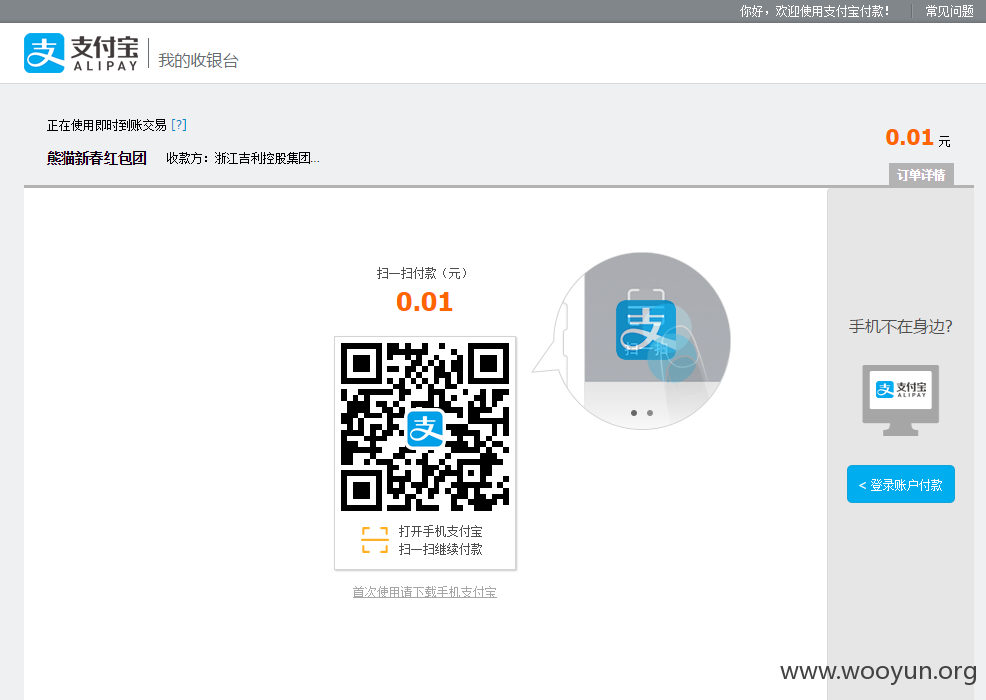 你好，欢迎使用支付宝付款！ 常见问题
支付宝
ALIPAY
我的收银台
正在使用即时到账交易 [?]
熊猫新春红包团 收款方：浙江吉利控股集团...
0.01 元
订单详情
扫一扫付款（元）
0.01
支
扫一扫
支
打开手机支付宝
扫一扫继续付款
首次使用请下载手机支付宝
手机不在身边?
支付宝
ALIPAY
< 登录账户付款
www.wooyun.org